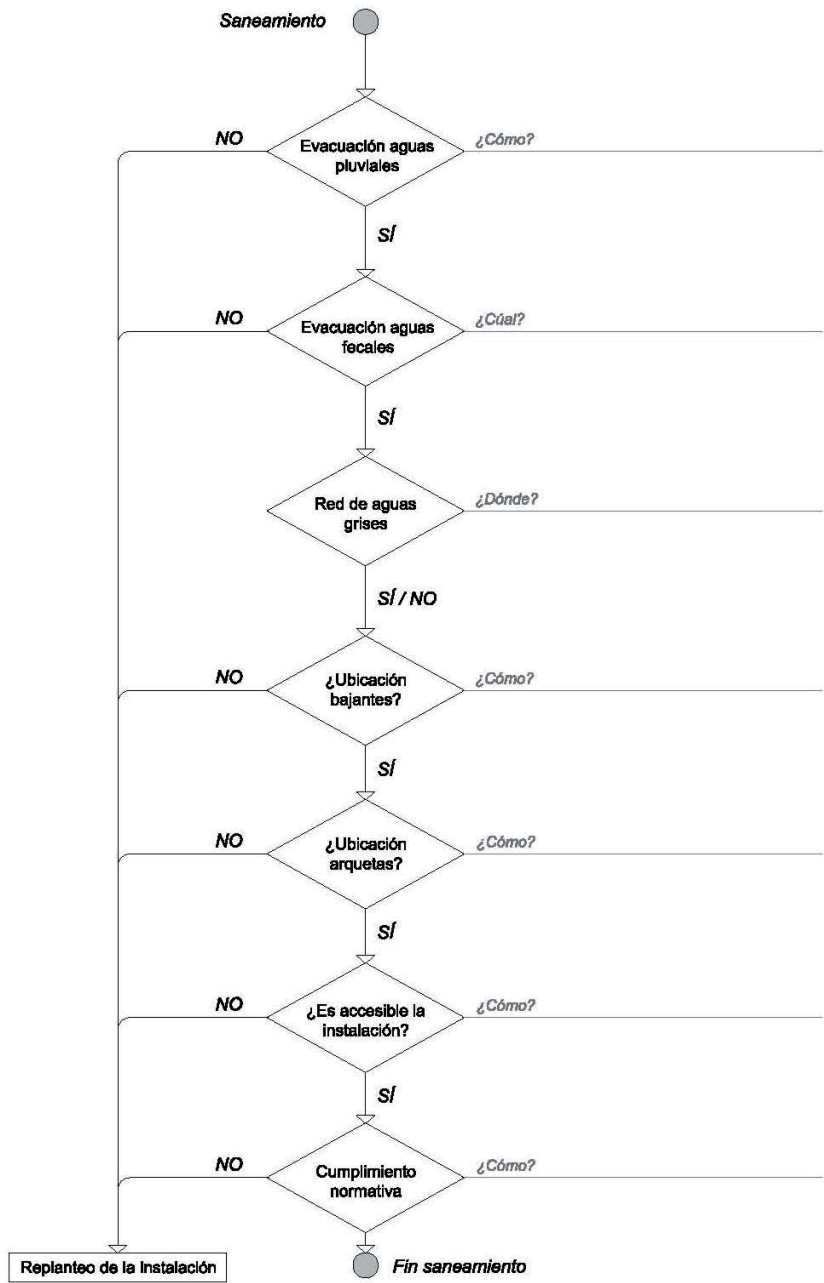 Saneamiento
NO
Evacuación aguas
pluviales
¿Cómo?
SÍ
NO
Evacuación aguas
fecales
¿Cúal?
SÍ
Red de aguas
grises
¿Dónde?
SÍ / NO
NO
¿Ubicación
bajantes?
¿Cómo?
SÍ
NO
¿Ubicación
arquetas?
¿Cómo?
SÍ
NO
¿Es accesible la
instalación?
¿Cómo?
SÍ
NO
Cumplimiento
normativa
¿Cómo?
Replanteo de la instalación
Fin saneamiento